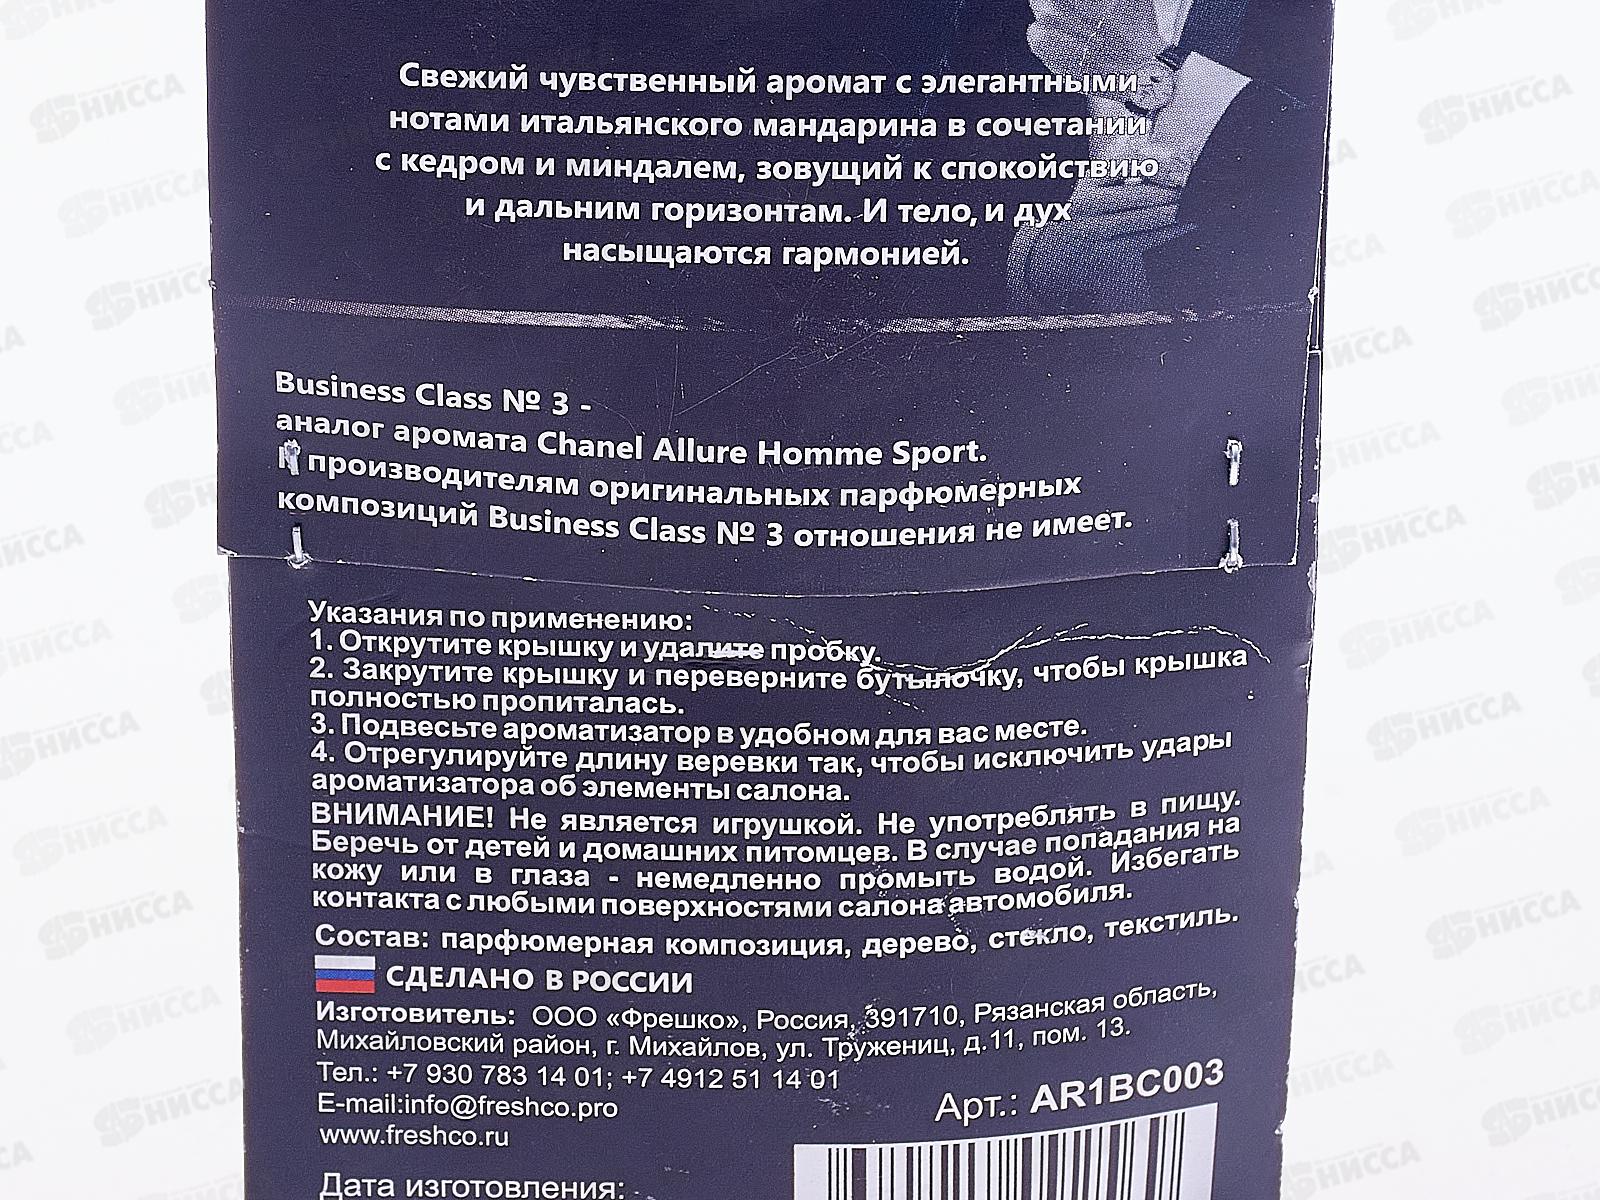 Свежий чувственный аромат с элегантными
нотами итальянского мандарина в сочетании
с кедром и миндалем, зовущий к спокойствию
и дальним горизонтам. И тело, и дух
насыщаются гармонией.
Business Class № 3 -
аналог аромата Chanel Allure Homme Sport.
К производителям оригинальных парфюмерных
композиций Business Class № 3 отношения не имеет.
Указания по применению:
1. Открутите крышку и удалите пробку.
2. Закрутите крышку и переверните бутылочку, чтобы крышка
полностью пропиталась.
3. Подвесьте ароматизатор в удобном для вас месте.
4. Отрегулируйте длину веревки так, чтобы исключить удары
ароматизатора об элементы салона.
ВНИМАНИЕ! Не является игрушкой. Не употреблять в пищу.
Беречь от детей и домашних питомцев. В случае попадания на
кожу или в глаза - немедленно промыть водой. Избегать
контакта с любыми поверхностями салона автомобиля.
Состав: парфюмерная композиция, дерево, стекло, текстиль.
СДЕЛАНО В РОССИИ
Изготовитель: ООО «Фрешко», Россия, 391710, Рязанская область,
Михайловский район, г. Михайлов, ул. Тружениц, д.11, пом. 13.
Тел.: +7 930 783 14 01; +7 4912 51 14 01
E-mail:info@freshco.pro
www.freshco.ru
Арт.: AR1BC003
Дата изготовления:
НИССА